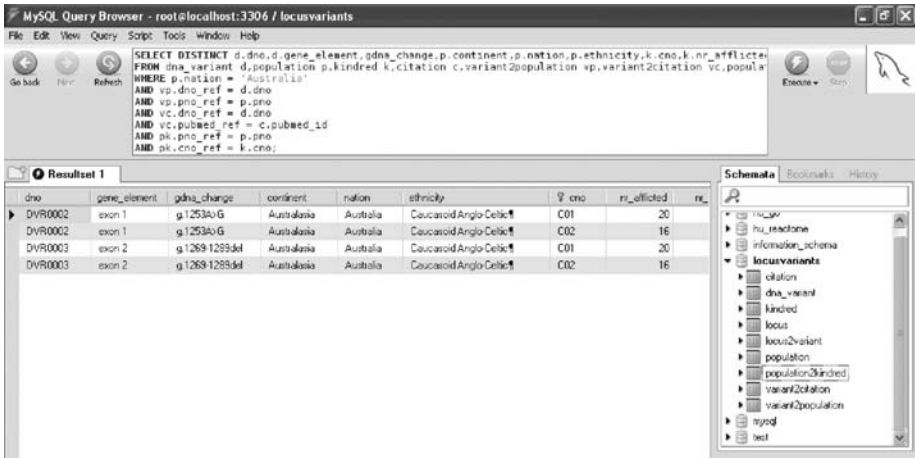 MySQL Query Browser - root@localhost:3306 / locusvariants
File Edit View Query Script Tools Window Help
Go back Next Refresh
SELECT DISTINCT d.dno,d.gene_element,gdna_change,p.continent,p.nation,p.ethnicity,k.cno,k.nr_afflicte
FROM dna_variant d,population p,kindred k,citation c,variant2population vp,variant2citation vc,popula
WHERE p.nation = 'Australia'
AND vp.dno_ref = d.dno
AND vp.pno_ref = p.pno
AND vc.dno_ref = d.dno
AND vc.pubmed_ref = c.pubmed_id
AND pk.pno_ref = p.pno
AND pk.cno_ref = k.cno;
Execute Stop
Resultset 1
dno gene_element gdna_change continent nation ethnicity cno nr_afflicted nr_
DVR0002 exon 1 g.1253A>G Australasia Australia Caucasoid Anglo-Celtic¶ C01 20
DVR0002 exon 1 g.1253A>G Australasia Australia Caucasoid Anglo-Celtic¶ C02 16
DVR0003 exon 2 g.1269-1289del Australasia Australia Caucasoid Anglo-Celtic¶ C01 20
DVR0003 exon 2 g.1269-1289del Australasia Australia Caucasoid Anglo-Celtic¶ C02 16
Schemata Bookmarks History
hu_go
hu_reactome
information_schema
locusvariants
citation
dna_variant
kindred
locus
locus2variant
population
population2kindred
variant2citation
variant2population
mysql
test